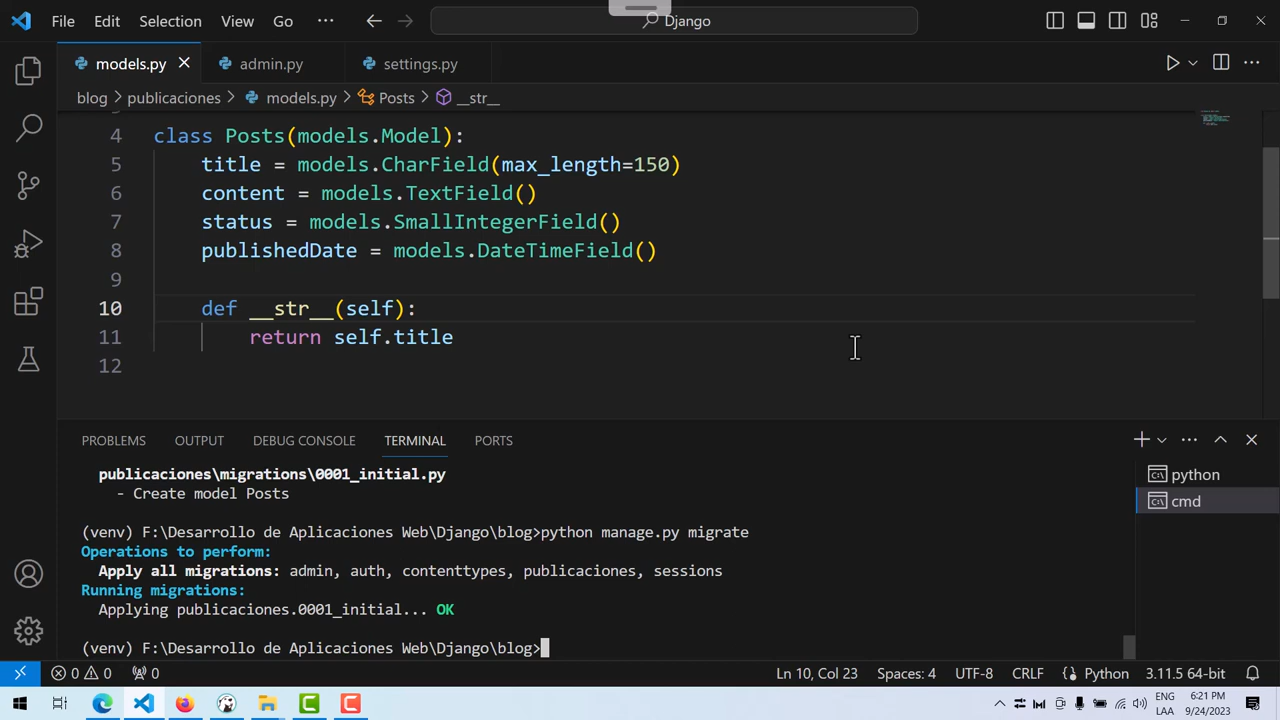 File Edit Selection View Go ··· Django
models.py admin.py settings.py
blog > publicaciones > models.py > Posts > __str__
4 class Posts(models.Model):
5 title = models.CharField(max_length=150)
6 content = models.TextField()
7 status = models.SmallIntegerField()
8 publishedDate = models.DateTimeField()
9
10 def __str__(self):
11 return self.title
12
PROBLEMS OUTPUT DEBUG CONSOLE TERMINAL PORTS
publicaciones\migrations\0001_initial.py
- Create model Posts
(venv) F:\Desarrollo de Aplicaciones Web\Django\blog>python manage.py migrate
Operations to perform:
Apply all migrations: admin, auth, contenttypes, publicaciones, sessions
Running migrations:
Applying publicaciones.0001_initial... OK
(venv) F:\Desarrollo de Aplicaciones Web\Django\blog>
python
cmd
0 0 0 Ln 10, Col 23 Spaces: 4 UTF-8 CRLF Python 3.11.5 64-bit
ENG 6:21 PM
LAA 9/24/2023